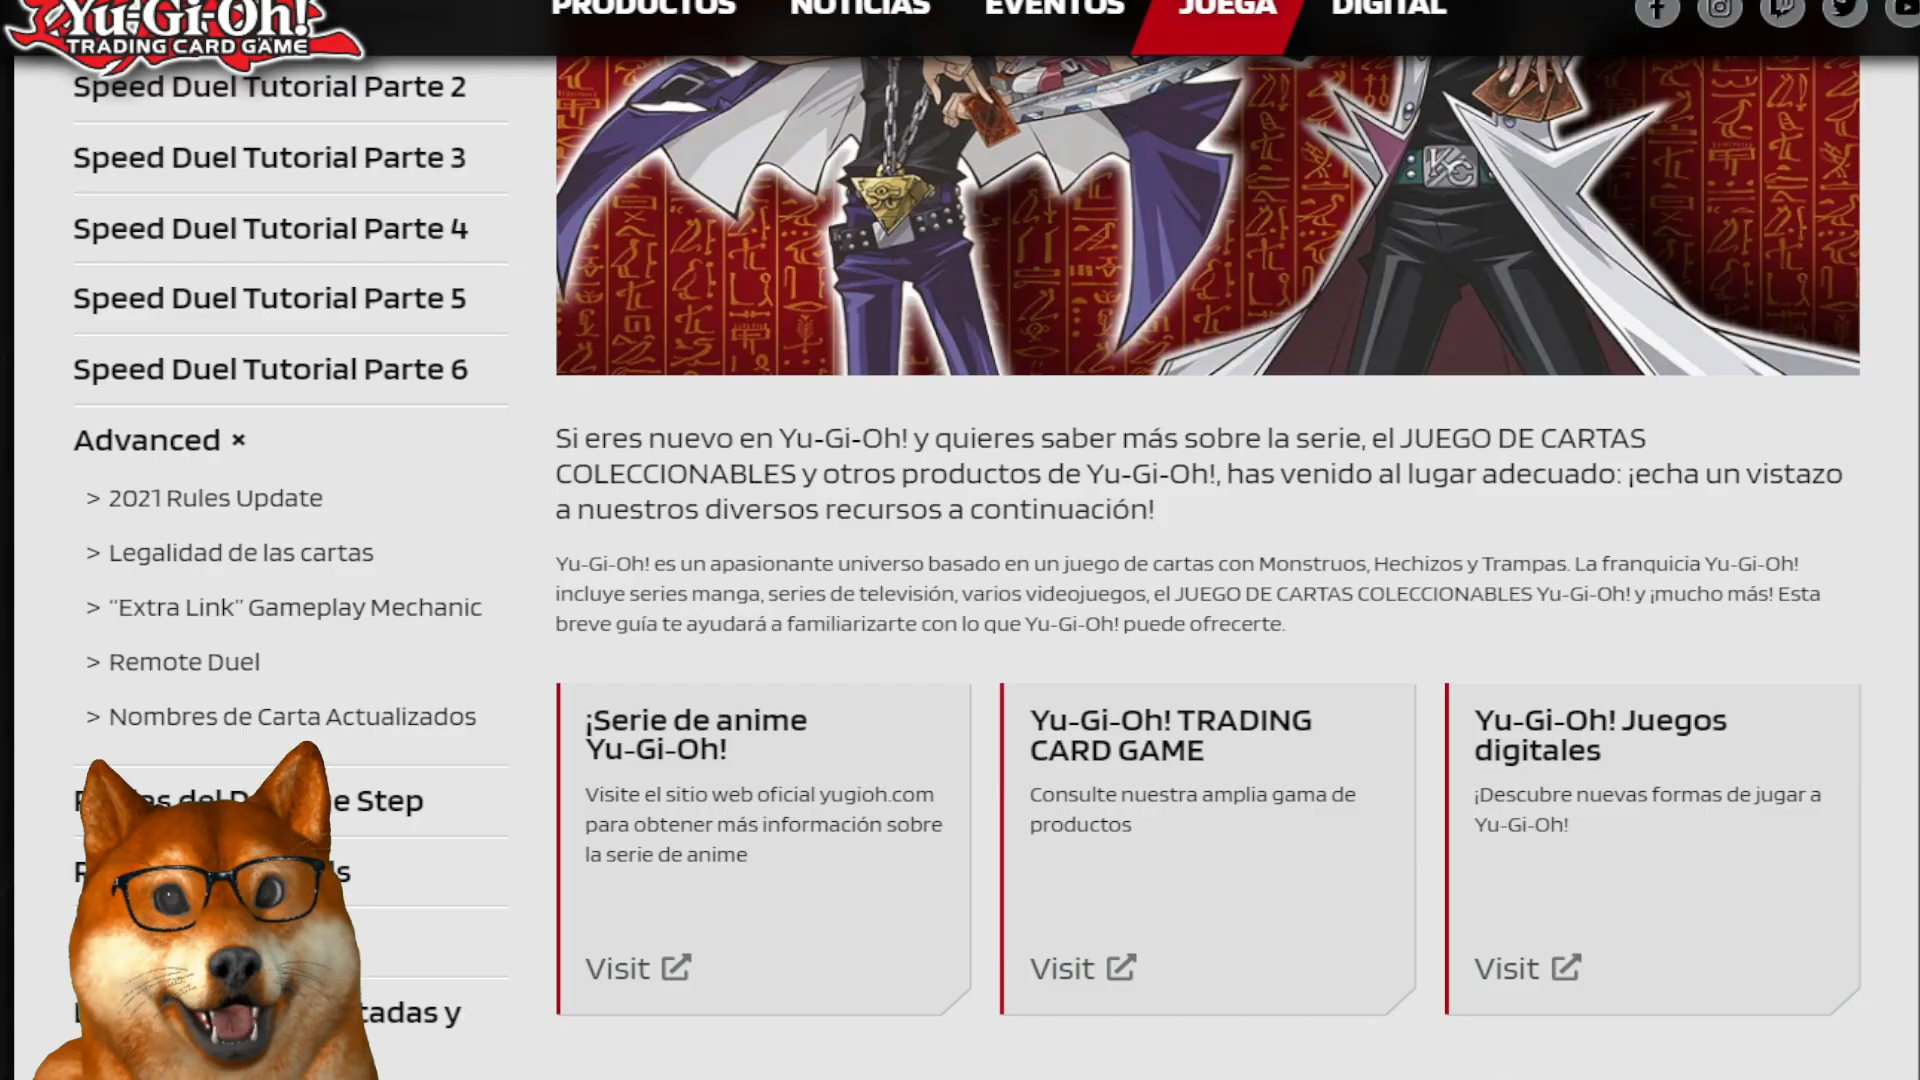 Yu-Gi-Oh!
TRADING CARD GAME
PRODUCTOS
NOTICIAS
EVENTOS
JUEGA
DIGITAL
Speed Duel Tutorial Parte 2
Speed Duel Tutorial Parte 3
Speed Duel Tutorial Parte 4
Speed Duel Tutorial Parte 5
Speed Duel Tutorial Parte 6
Advanced ×
> 2021 Rules Update
> Legalidad de las cartas
> “Extra Link” Gameplay Mechanic
> Remote Duel
> Nombres de Carta Actualizados
e Step
tadas y
KC
Si eres nuevo en Yu-Gi-Oh! y quieres saber más sobre la serie, el JUEGO DE CARTAS
COLECCIONABLES y otros productos de Yu-Gi-Oh!, has venido al lugar adecuado: ¡echa un vistazo
a nuestros diversos recursos a continuación!
Yu-Gi-Oh! es un apasionante universo basado en un juego de cartas con Monstruos, Hechizos y Trampas. La franquicia Yu-Gi-Oh!
incluye series manga, series de televisión, varios videojuegos, el JUEGO DE CARTAS COLECCIONABLES Yu-Gi-Oh! y ¡mucho más! Esta
breve guía te ayudará a familiarizarte con lo que Yu-Gi-Oh! puede ofrecerte.
¡Serie de anime
Yu-Gi-Oh!
Visite el sitio web oficial yugioh.com
para obtener más información sobre
la serie de anime
Visit
Yu-Gi-Oh! TRADING
CARD GAME
Consulte nuestra amplia gama de
productos
Visit
Yu-Gi-Oh! Juegos
digitales
¡Descubre nuevas formas de jugar a
Yu-Gi-Oh!
Visit